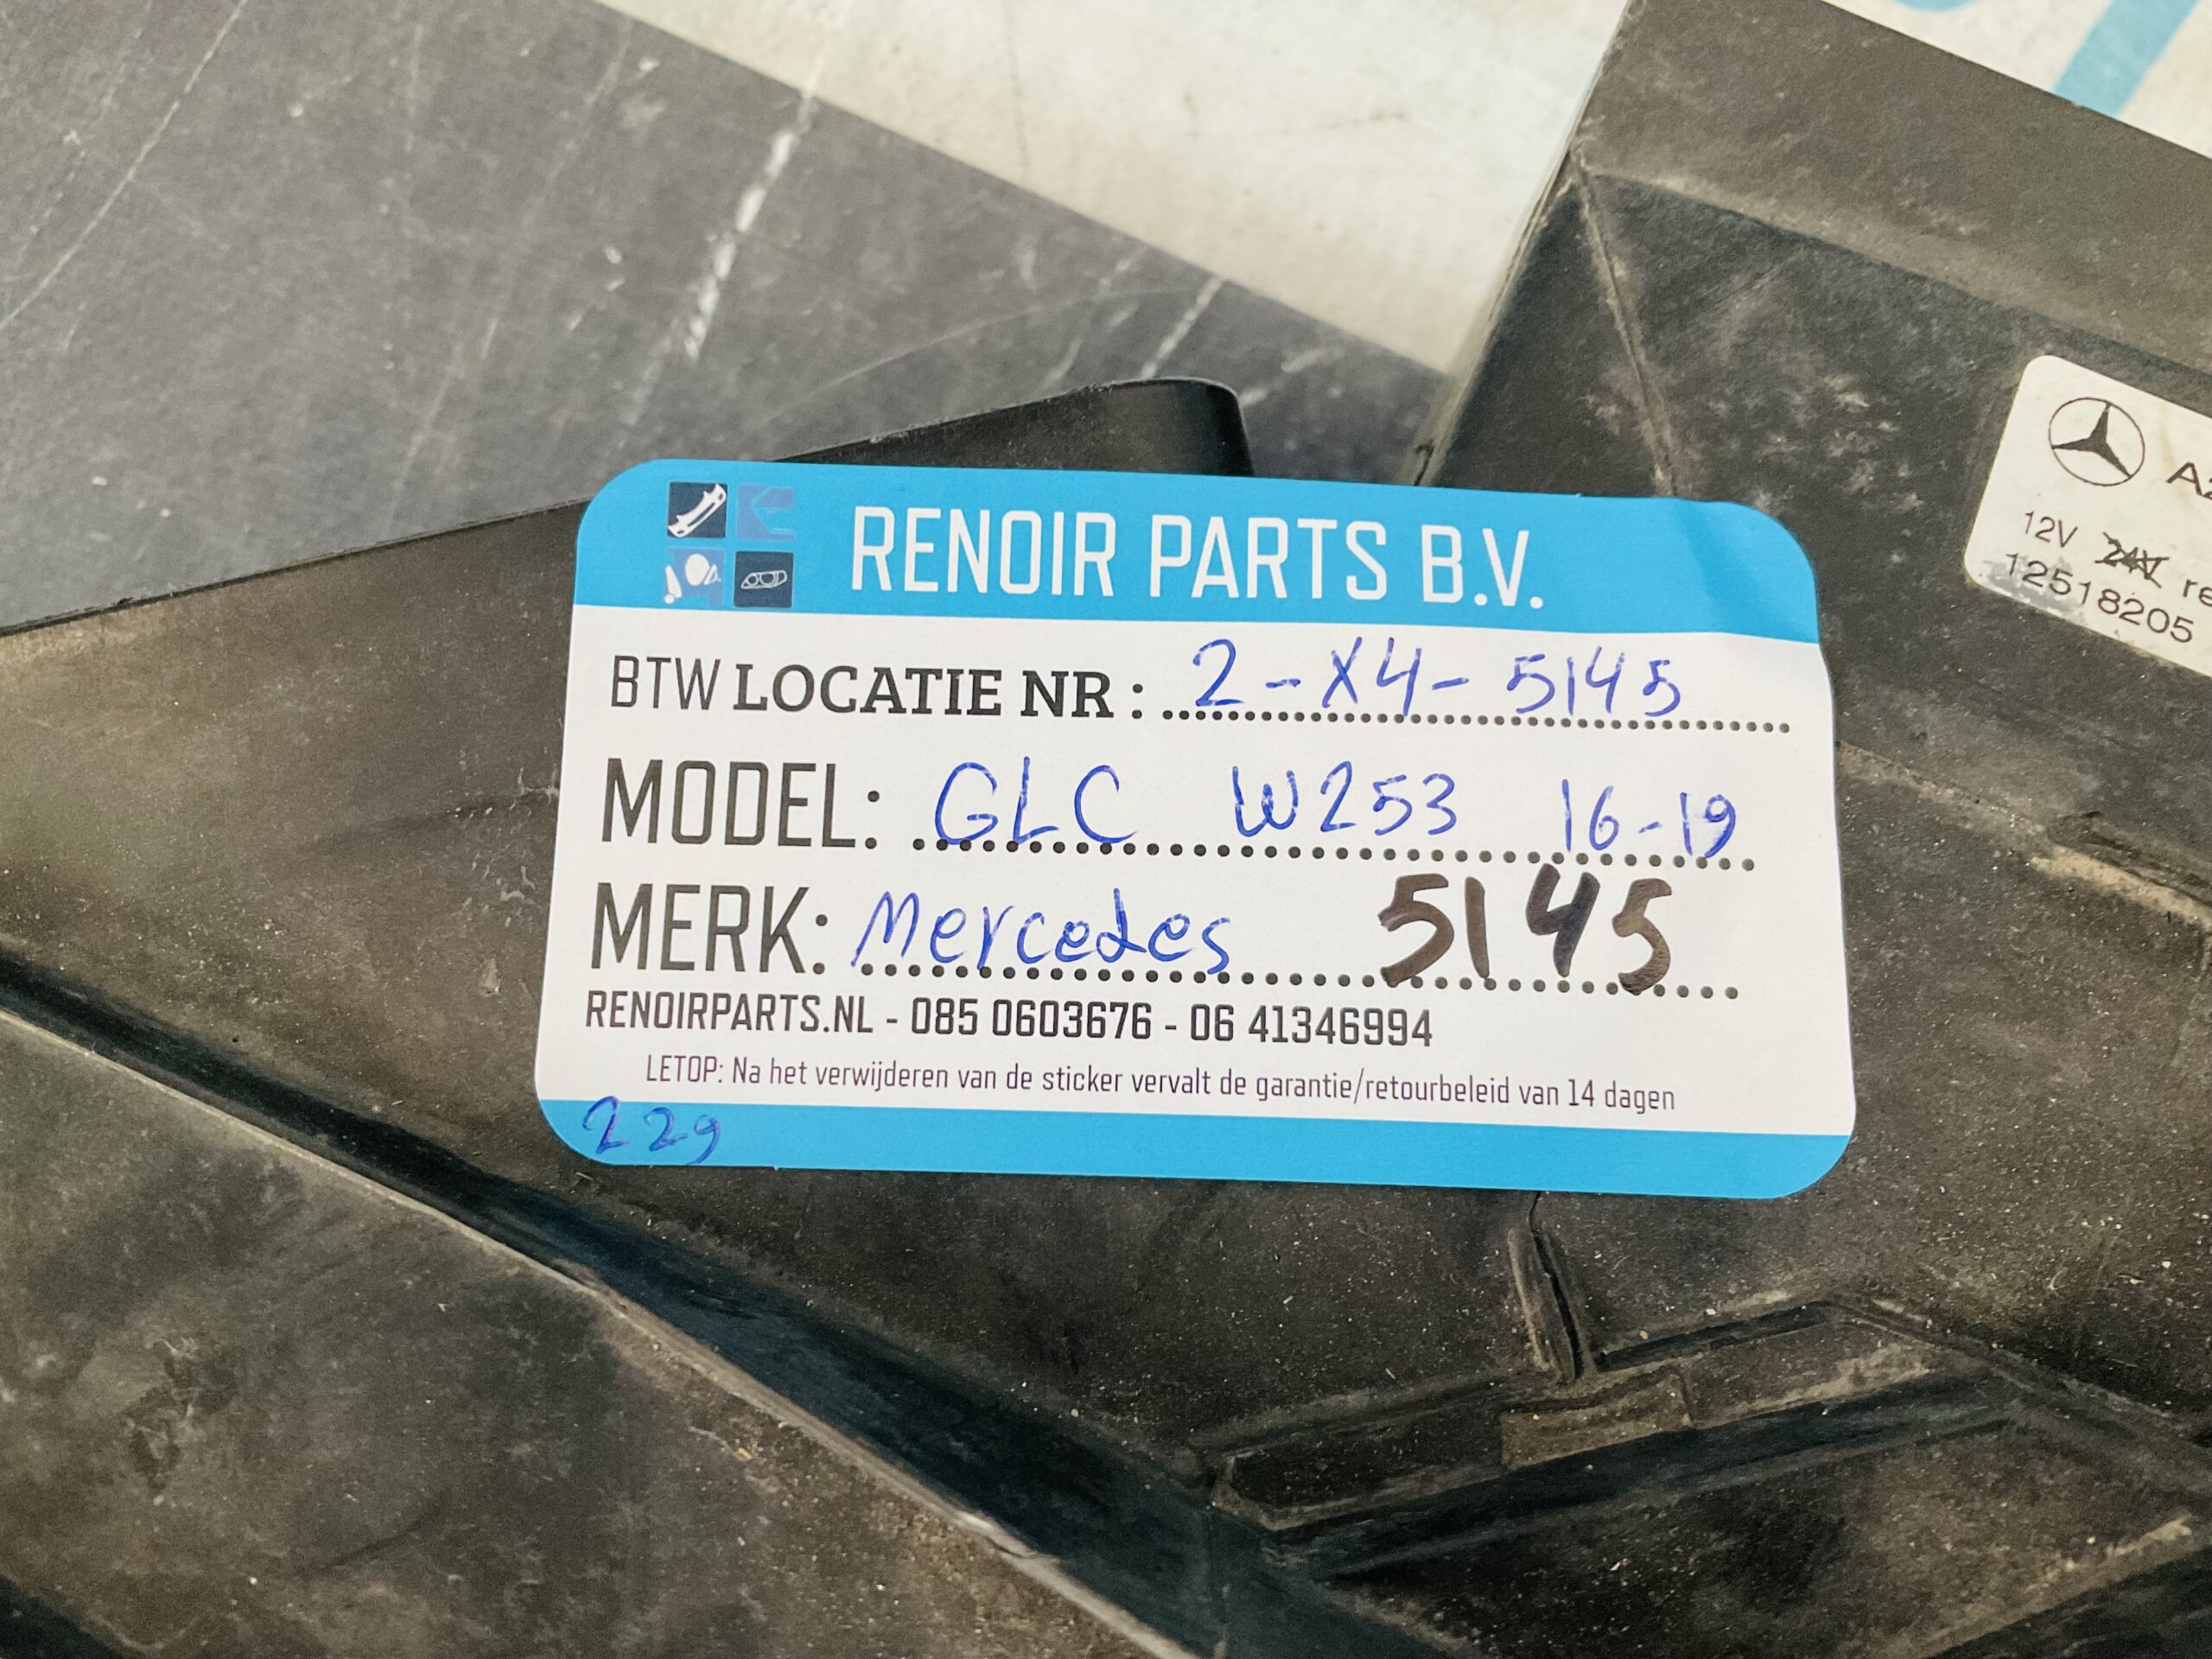 RENOIR PARTS B.V.
BTW LOCATIE NR : 2-X4-5145
MODEL: GLC W253 16-19
MERK: Mercedes 5145
RENOIRPARTS.NL - 085 0603676 - 06 41346994
LETOP: Na het verwijderen van de sticker vervalt de garantie/retourbeleid van 14 dagen
229
12V 24V
12518205